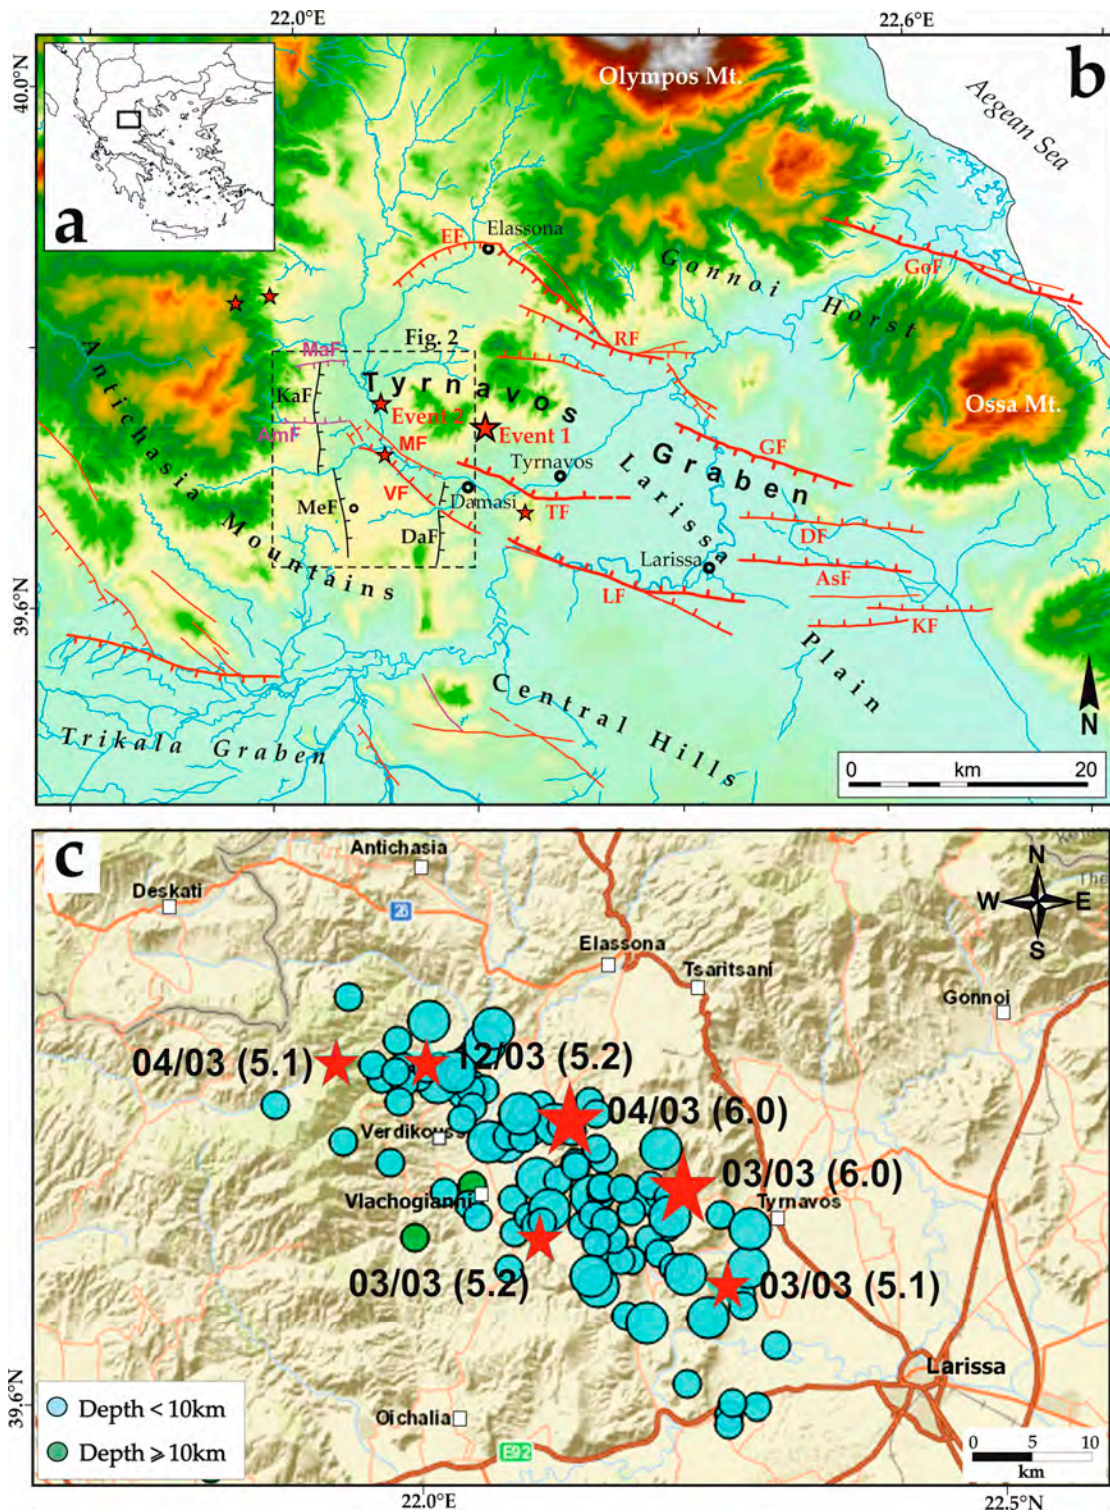 22.0°E
22.6°E
40.0°N
a
b
Olympos Mt.
Aegean Sea
EF
Elassona
Gonnoi Horst
GoF
RF
Fig. 2
MaF
KaF
Tyrnavos
Event 2
Event 1
Ossa Mt.
AmF
MF
GF
Graben
Tyrnavos
Larissa
Antichasia Mountains
VF
Damasi
MeF
TF
DaF
DF
Larissa
AsF
LF
KF
39.6°N
Plain
Central Hills
N
Trikala Graben
0
km
20
c
Antichasia
Deskati
26
N
W
E
S
Elassona
Tsaritsani
Gonnoi
04/03 (5.1)
12/03 (5.2)
04/03 (6.0)
Verdikouss
03/03 (6.0)
Vlachogianni
Tyrnavos
03/03 (5.2)
03/03 (5.1)
Larissa
39.6°N
Depth < 10km
Depth ⩾ 10km
Oichalia
E92
0
5
10
km
22.0°E
22.5°N